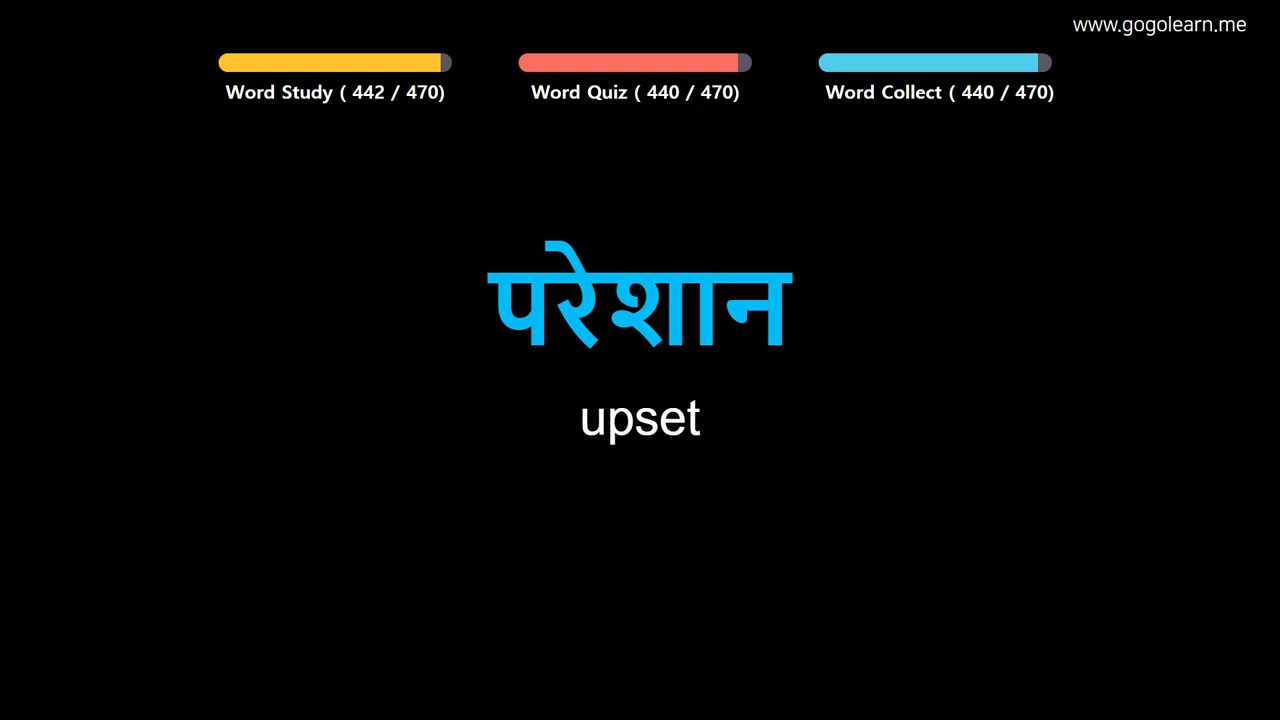 www.gogolearn.me
Word Study ( 442 / 470)
Word Quiz ( 440 / 470)
Word Collect ( 440 / 470)
परेशान
upset